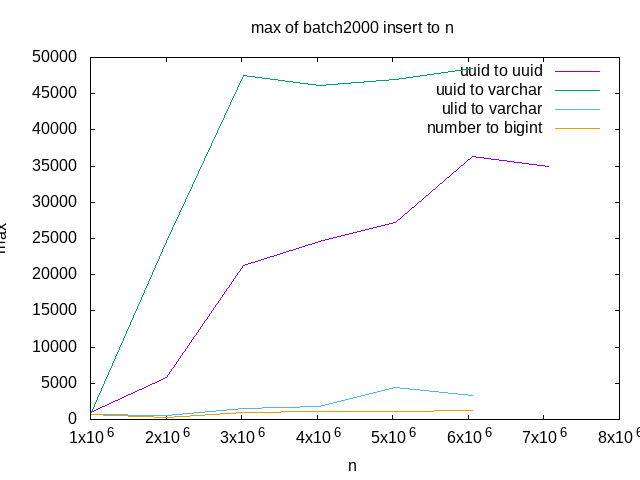 max of batch2000 insert to n
50000
45000
40000
35000
30000
25000
20000
15000
10000
5000
0
max
uuid to uuid
uuid to varchar
ulid to varchar
number to bigint
1x10^6 2x10^6 3x10^6 4x10^6 5x10^6 6x10^6 7x10^6 8x10^6
n